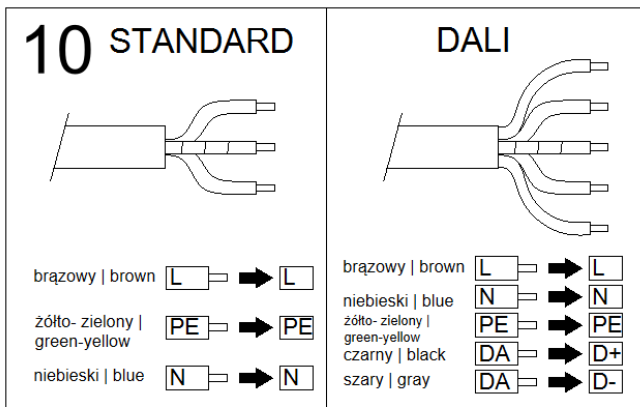 10 STANDARD
brązowy | brown L L
żółto- zielony |
green-yellow PE PE
niebieski | blue N N
DALI
brązowy | brown L L
niebieski | blue N N
żółto- zielony |
green-yellow PE PE
czarny | black DA D+
szary | gray DA D-